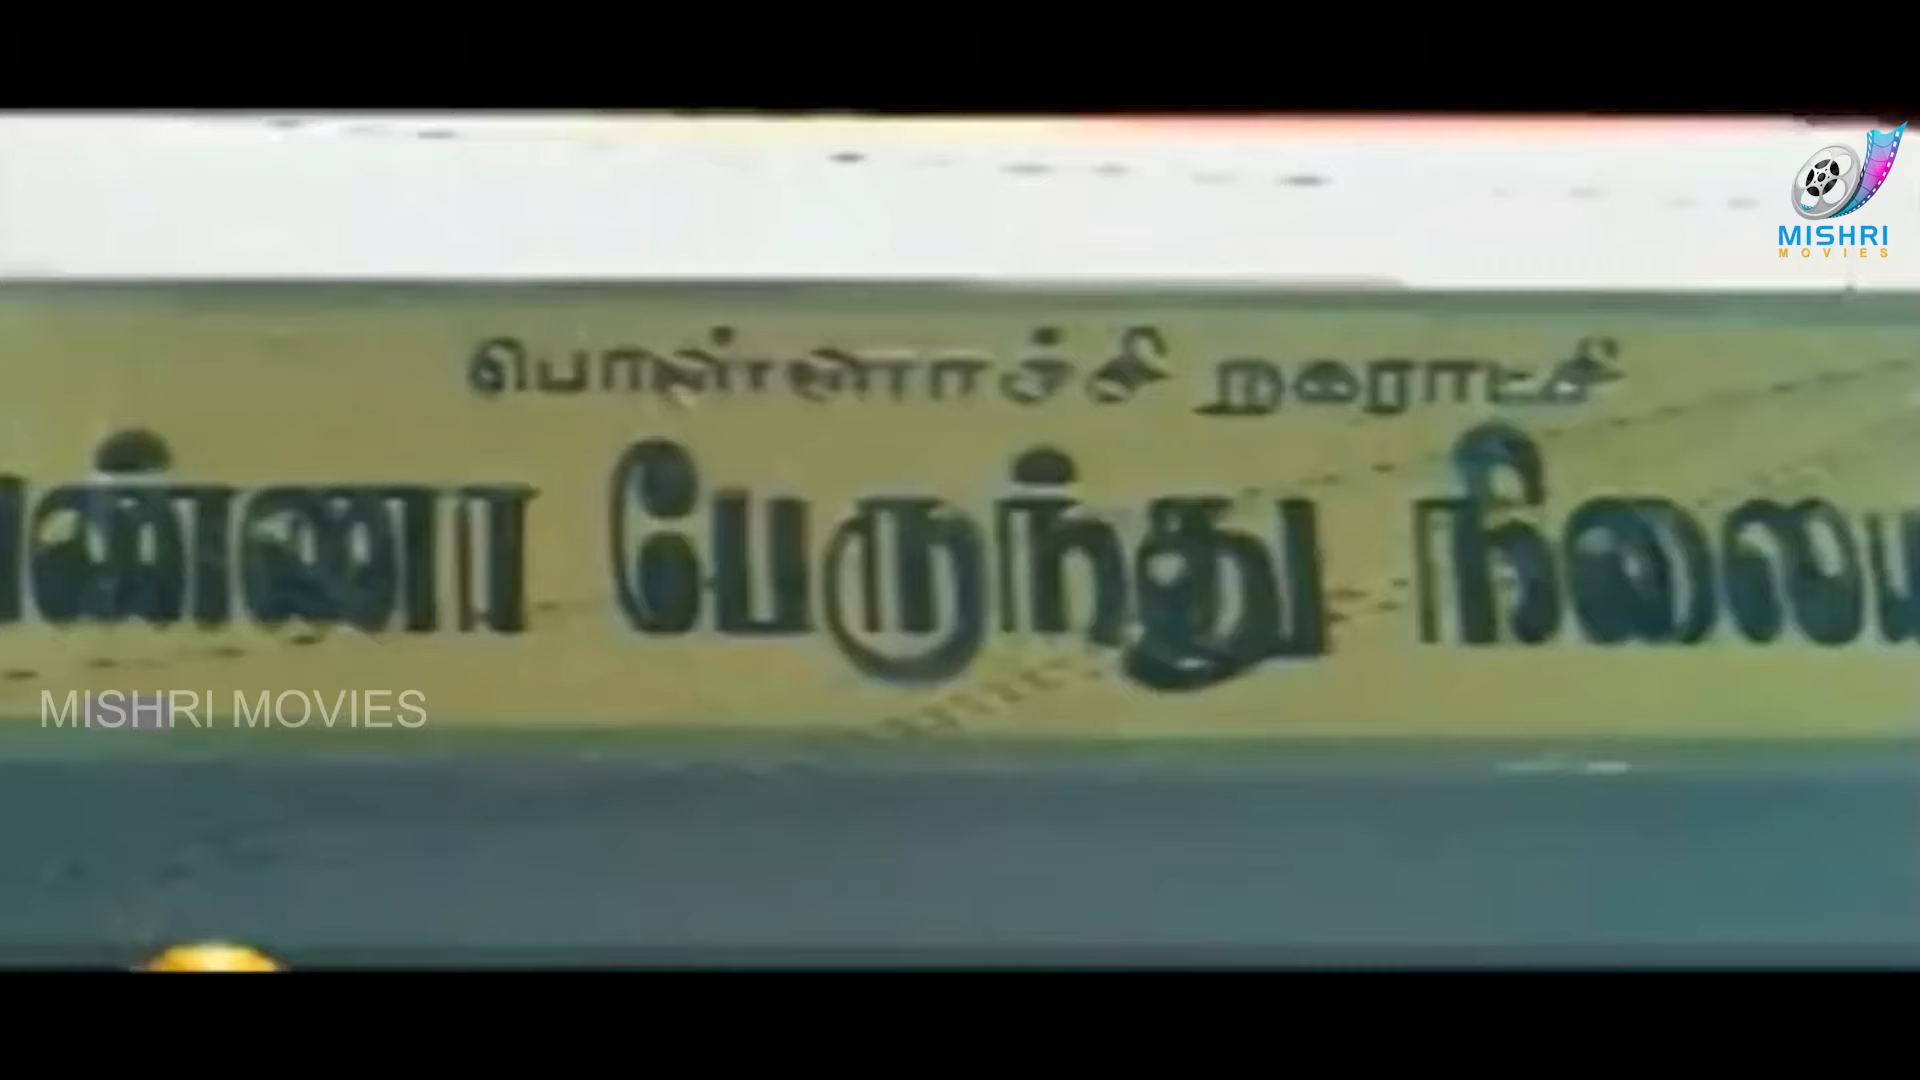 MISHRI
MOVIES
பொன்னாச்சி நகராட்சி
ண்ணா பேருந்து நிலைய
MISHRI MOVIES